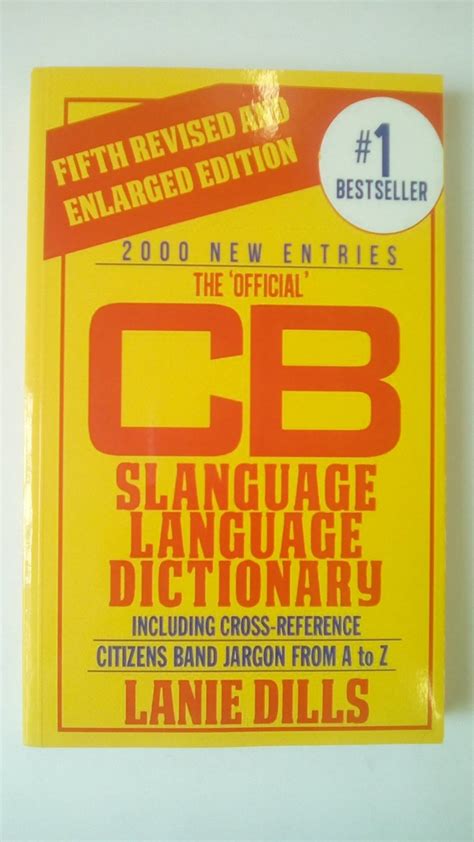 FIFTH REVISED AND
ENLARGED EDITION
#1
BESTSELLER
2000 NEW ENTRIES
THE 'OFFICIAL'
CB
SLANGUAGE
LANGUAGE
DICTIONARY
INCLUDING CROSS-REFERENCE
CITIZENS BAND JARGON FROM A to Z
LANIE DILLS